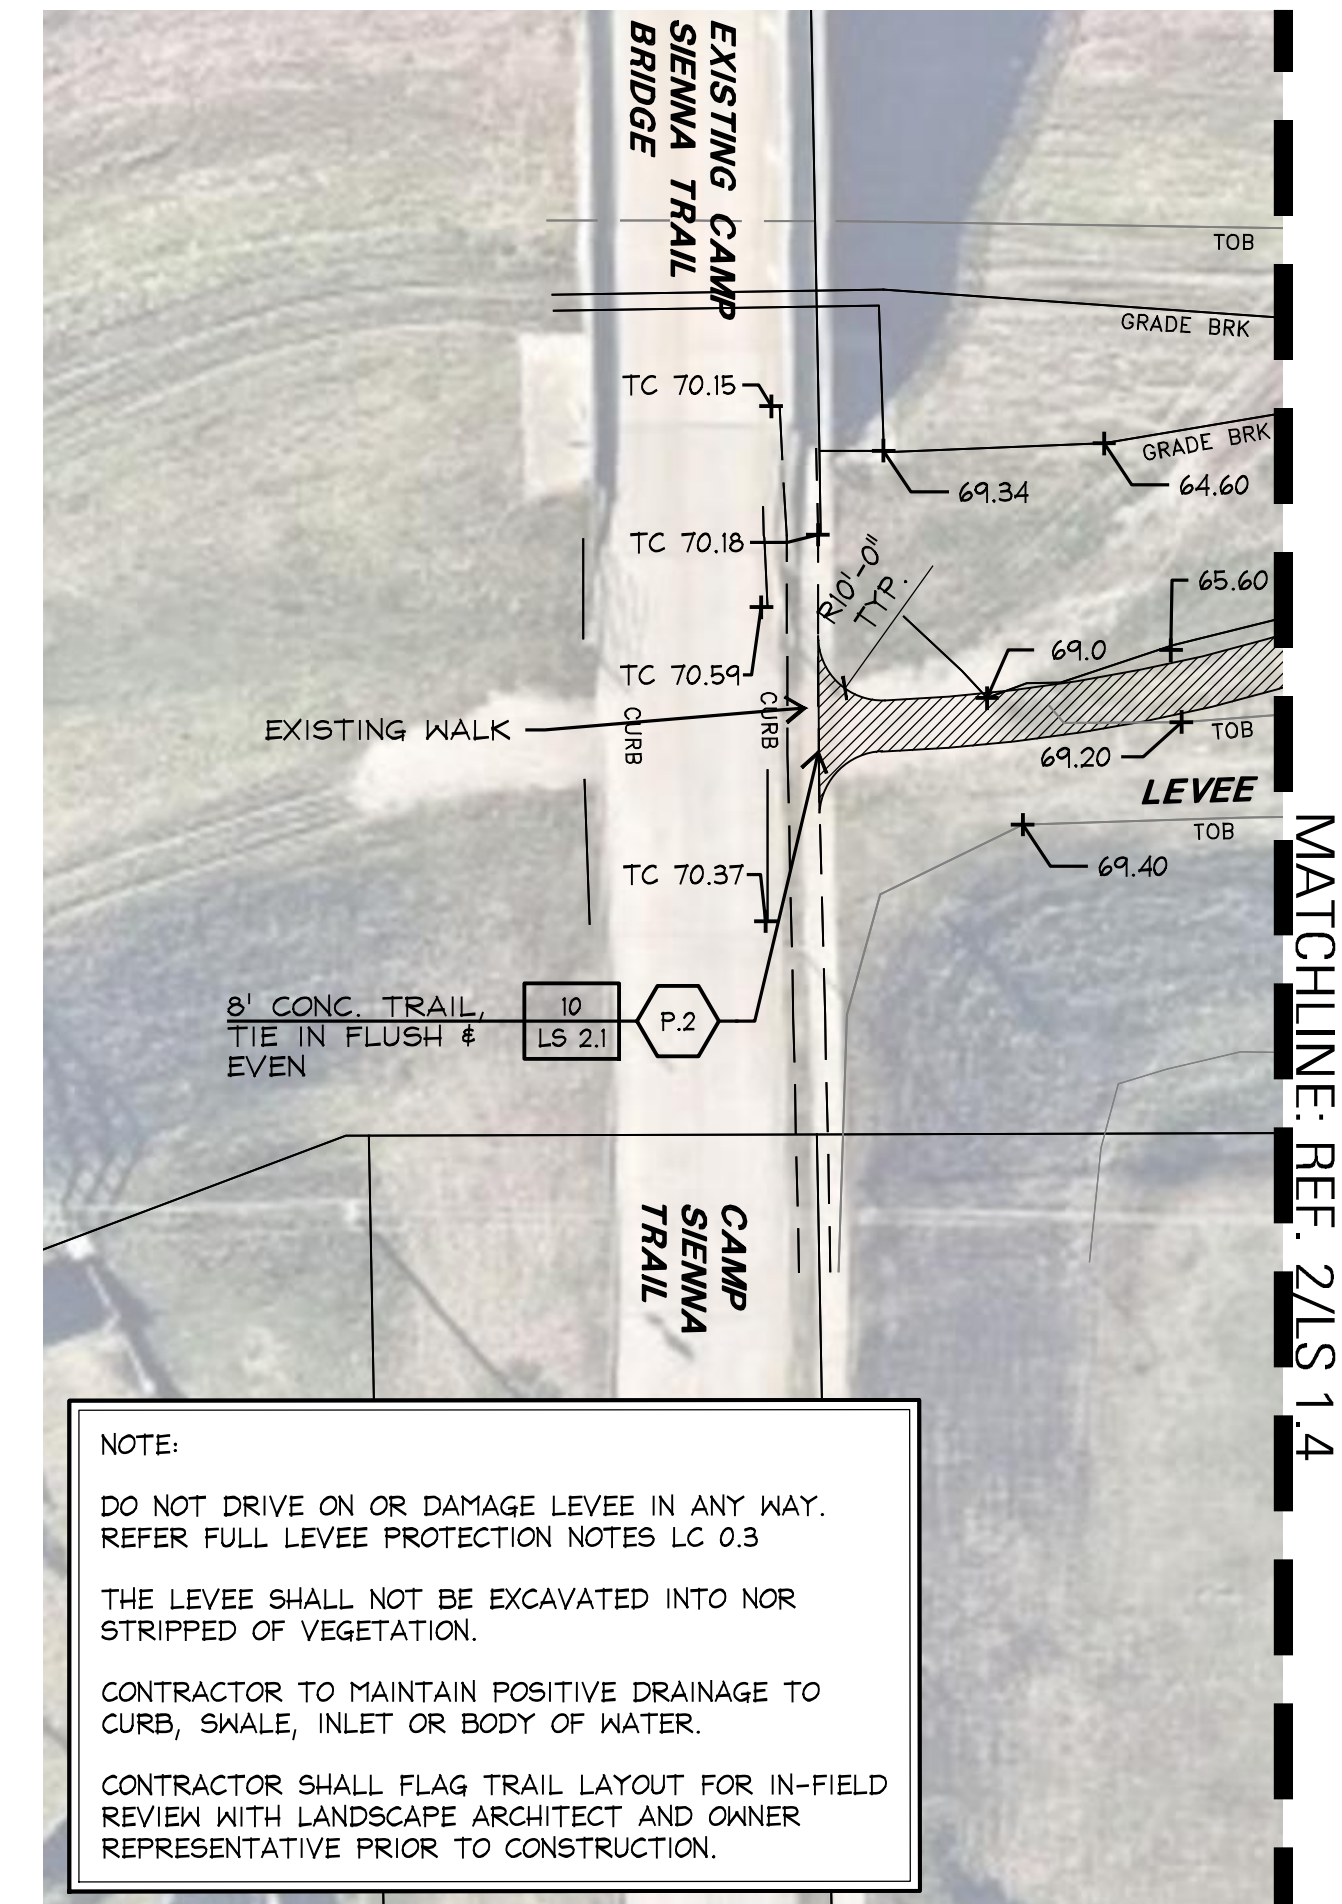 EXISTING CAMP
SIENNA TRAIL
BRIDGE
TOB
GRADE BRK
TC 70.15
GRADE BRK
69.34
64.60
TC 70.18
R10'-0"
TYP.
65.60
TC 70.59
69.0
CURB
CURB
EXISTING WALK
TOB
69.20
LEVEE
TOB
TC 70.37
69.40
8' CONC. TRAIL,
TIE IN FLUSH &
EVEN
10
LS 2.1
P.2
CAMP
SIENNA
TRAIL
MATCHLINE: REF. 2/LS 1.4
NOTE:
DO NOT DRIVE ON OR DAMAGE LEVEE IN ANY WAY.
REFER FULL LEVEE PROTECTION NOTES LC 0.3
THE LEVEE SHALL NOT BE EXCAVATED INTO NOR
STRIPPED OF VEGETATION.
CONTRACTOR TO MAINTAIN POSITIVE DRAINAGE TO
CURB, SWALE, INLET OR BODY OF WATER.
CONTRACTOR SHALL FLAG TRAIL LAYOUT FOR IN-FIELD
REVIEW WITH LANDSCAPE ARCHITECT AND OWNER
REPRESENTATIVE PRIOR TO CONSTRUCTION.